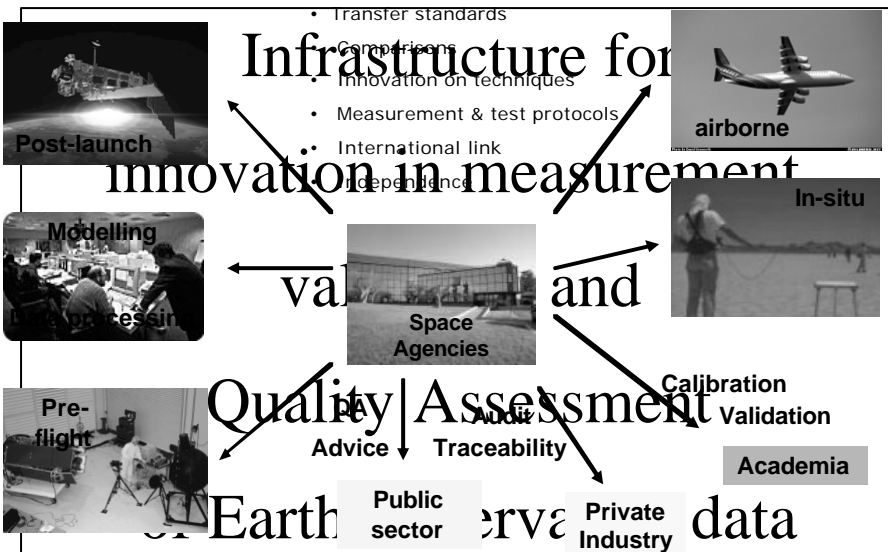 Transfer standards
Infrastructure for
• Comparisons
• Innovation on techniques
• Measurement & test protocols
• International link
• Independence
Post-launch
airborne
innovation in measurement
In-situ
Modelling
Data processing
and
Space
Agencies
Pre-
flight
Quality Assessment
QA
Audit
Advice
Traceability
Calibration
Validation
Academia
of Earth
data
Public
sector
Private
Industry